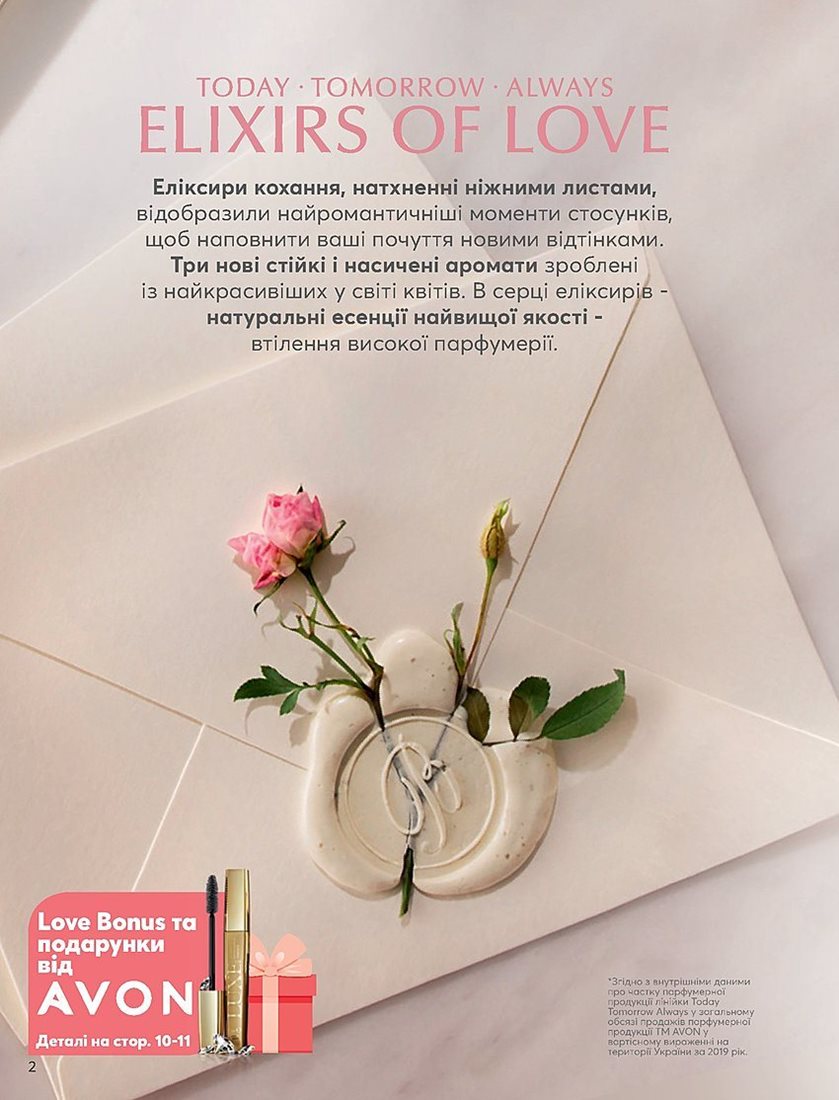 TODAY · TOMORROW · ALWAYS
ELIXIRS OF LOVE
Еліксири кохання, натхненні ніжними листами,
відобразили найромантичніші моменти стосунків,
щоб наповнити ваші почуття новими відтінками.
Три нові стійкі і насичені аромати зроблені
із найкрасивіших у світі квітів. В серці еліксирів -
натуральні есенції найвищої якості -
втілення високої парфумерії.
Love Bonus та
подарунки
від
AVON
Деталі на стор. 10-11
LUXE
*Згідно з внутрішніми даними
про частку парфумерної
продукції лінійки Today
Tomorrow Always у загальному
обсязі продажів парфумерної
продукції ТМ AVON у
вартісному вираженні на
території України за 2019 рік.
2